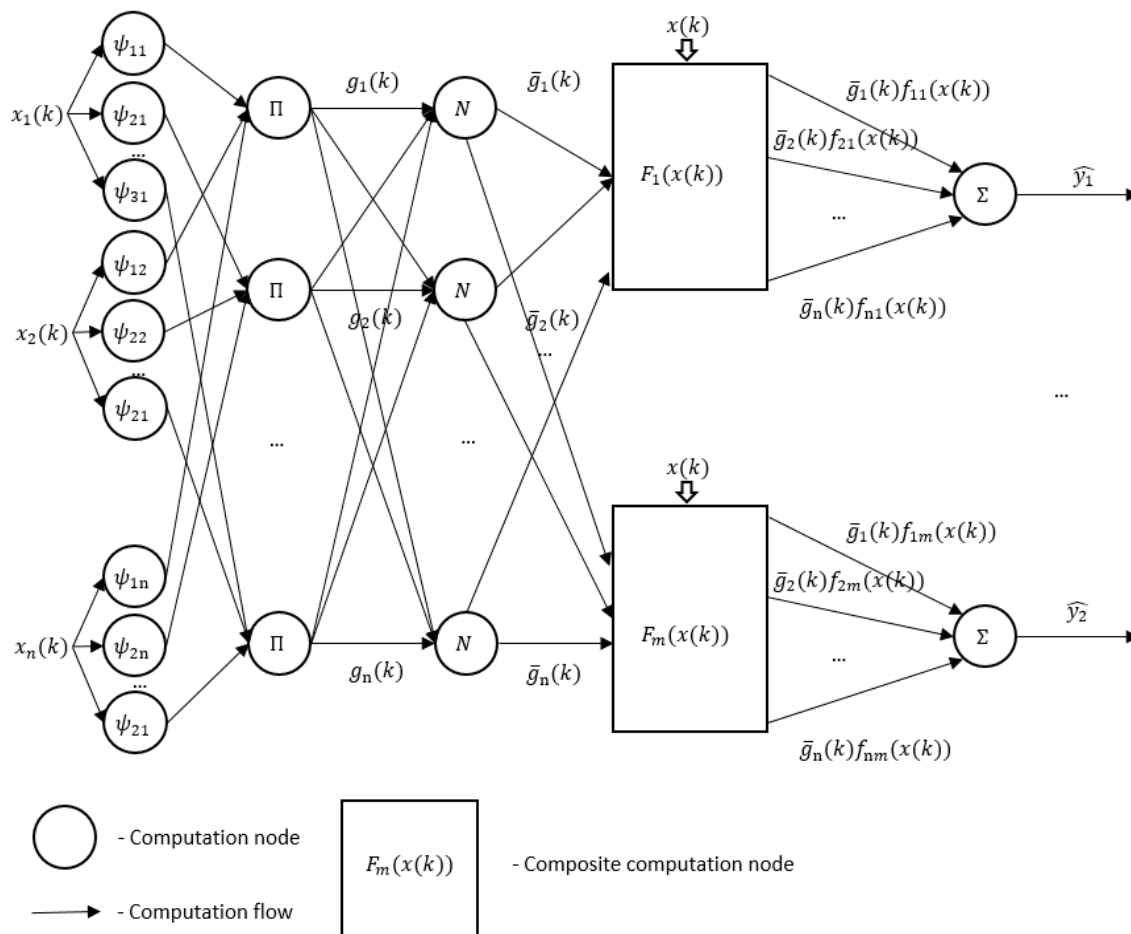 x(k)
ψ₁₁
g₁(k)
ḡ₁(k)
ḡ₁(k)f₁₁(x(k))
x₁(k)
ψ₂₁
Π
N
ḡ₂(k)f₂₁(x(k))
...
F₁(x(k))
ψ₃₁
Σ
ŷ₁
...
ψ₁₂
Π
N
ḡₙ(k)fₙ₁(x(k))
x₂(k)
ψ₂₂
g₂(k)
ḡ₂(k)
...
...
ψ₂₁
...
...
...
x(k)
ḡ₁(k)f₁ₘ(x(k))
ψ₁ₙ
ḡ₂(k)f₂ₘ(x(k))
xₙ(k)
ψ₂ₙ
Π
N
Fₘ(x(k))
Σ
ŷ₂
...
...
gₙ(k)
ḡₙ(k)
ψ₂₁
ḡₙ(k)fₙₘ(x(k))
- Computation node
Fₘ(x(k))
- Composite computation node
- Computation flow